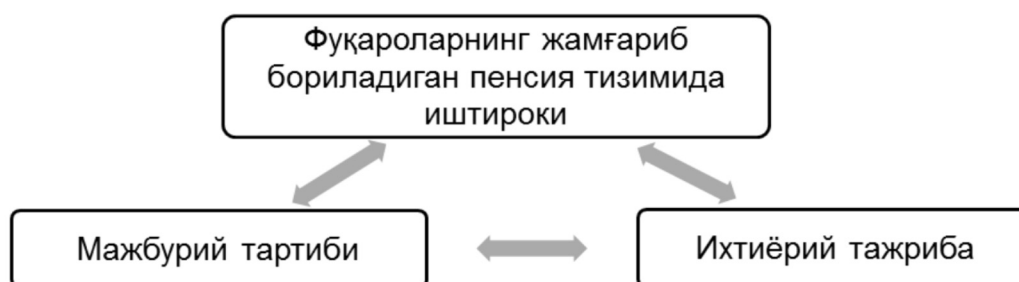 Фуқароларнинг жамғариб
бориладиган пенсия тизимида
иштироки
Мажбурий тартиби
Ихтиёрий тажриба